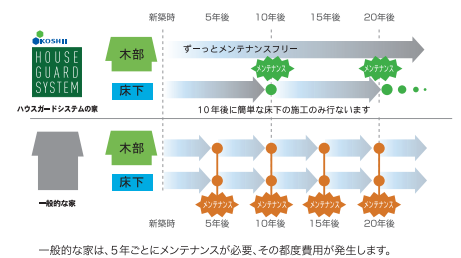 新築時 5年後 10年後 15年後 20年後
KOSHII
HOUSE
GUARD
SYSTEM
ハウスガードシステムの家
木部
ずーっとメンテナンスフリー
メンテナンス メンテナンス
床下
10年後に簡単な床下の施工のみ行ないます
木部
床下
一般的な家
メンテナンス メンテナンス メンテナンス メンテナンス
新築時 5年後 10年後 15年後 20年後
一般的な家は、5年ごとにメンテナンスが必要、その都度費用が発生します。